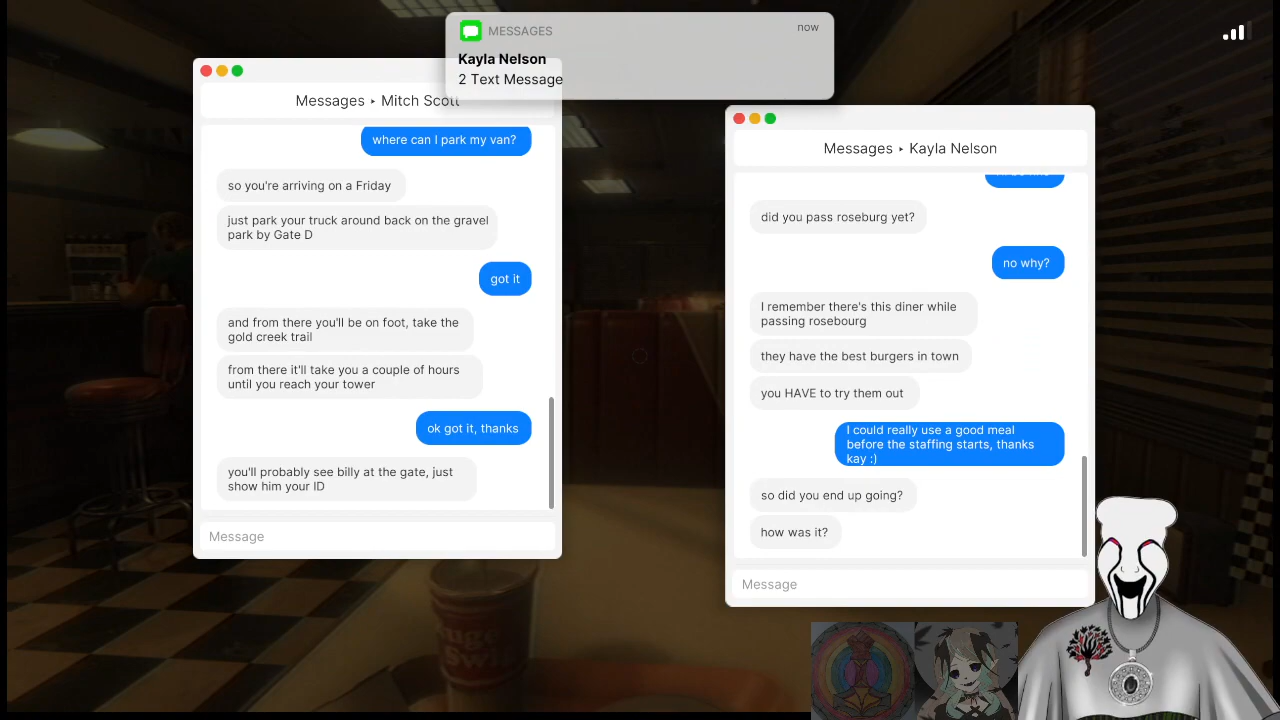 MESSAGES
now
Kayla Nelson
2 Text Message
Messages ▸ Mitch Scott
where can I park my van?
so you're arriving on a Friday
just park your truck around back on the gravel
park by Gate D
got it
and from there you'll be on foot, take the
gold creek trail
from there it'll take you a couple of hours
until you reach your tower
ok got it, thanks
you'll probably see billy at the gate, just
show him your ID
Message
Messages ▸ Kayla Nelson
did you pass roseburg yet?
no why?
I remember there's this diner while
passing rosebourg
they have the best burgers in town
you HAVE to try them out
I could really use a good meal
before the staffing starts, thanks
kay :)
so did you end up going?
how was it?
Message